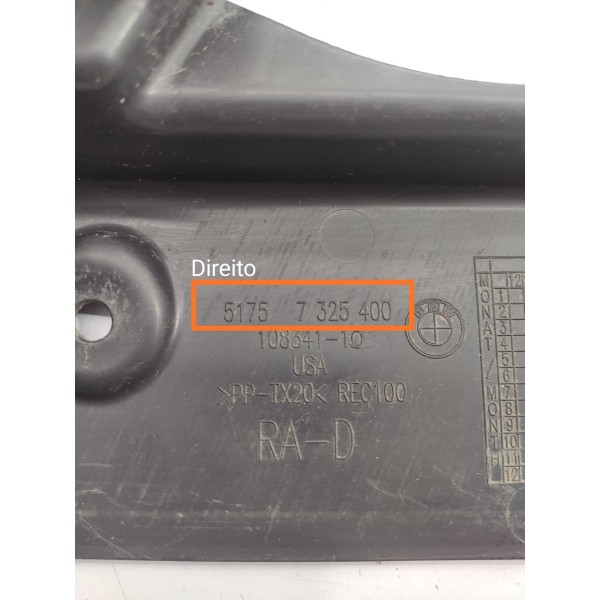 Direito
5175 7 325 400
108341-10
USA
>PP-TX20< REC100
RA-D
MONAT / MONTH
12
1
2
3
4
5
6
7
8
9
10
11
12